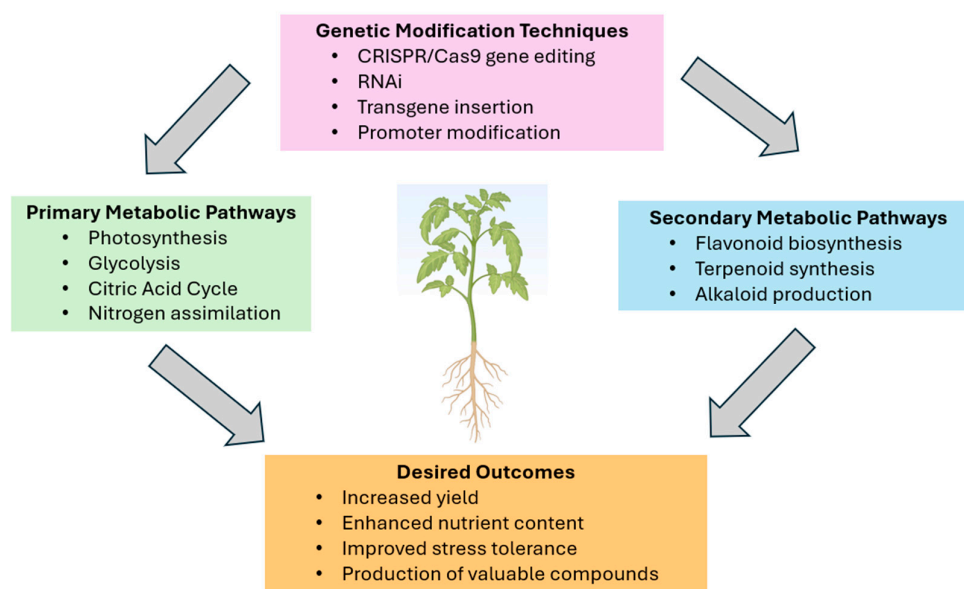 Genetic Modification Techniques
• CRISPR/Cas9 gene editing
• RNAi
• Transgene insertion
• Promoter modification
Primary Metabolic Pathways
• Photosynthesis
• Glycolysis
• Citric Acid Cycle
• Nitrogen assimilation
Secondary Metabolic Pathways
• Flavonoid biosynthesis
• Terpenoid synthesis
• Alkaloid production
Desired Outcomes
• Increased yield
• Enhanced nutrient content
• Improved stress tolerance
• Production of valuable compounds